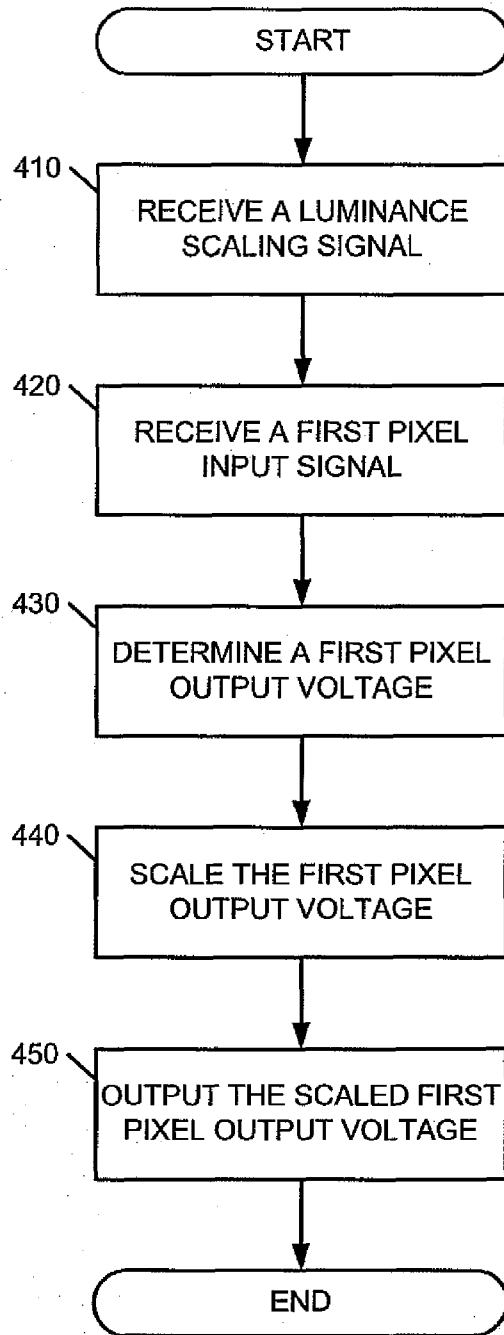 START
410
RECEIVE A LUMINANCE
SCALING SIGNAL
420
RECEIVE A FIRST PIXEL
INPUT SIGNAL
430
DETERMINE A FIRST PIXEL
OUTPUT VOLTAGE
440
SCALE THE FIRST PIXEL
OUTPUT VOLTAGE
450
OUTPUT THE SCALED FIRST
PIXEL OUTPUT VOLTAGE
END